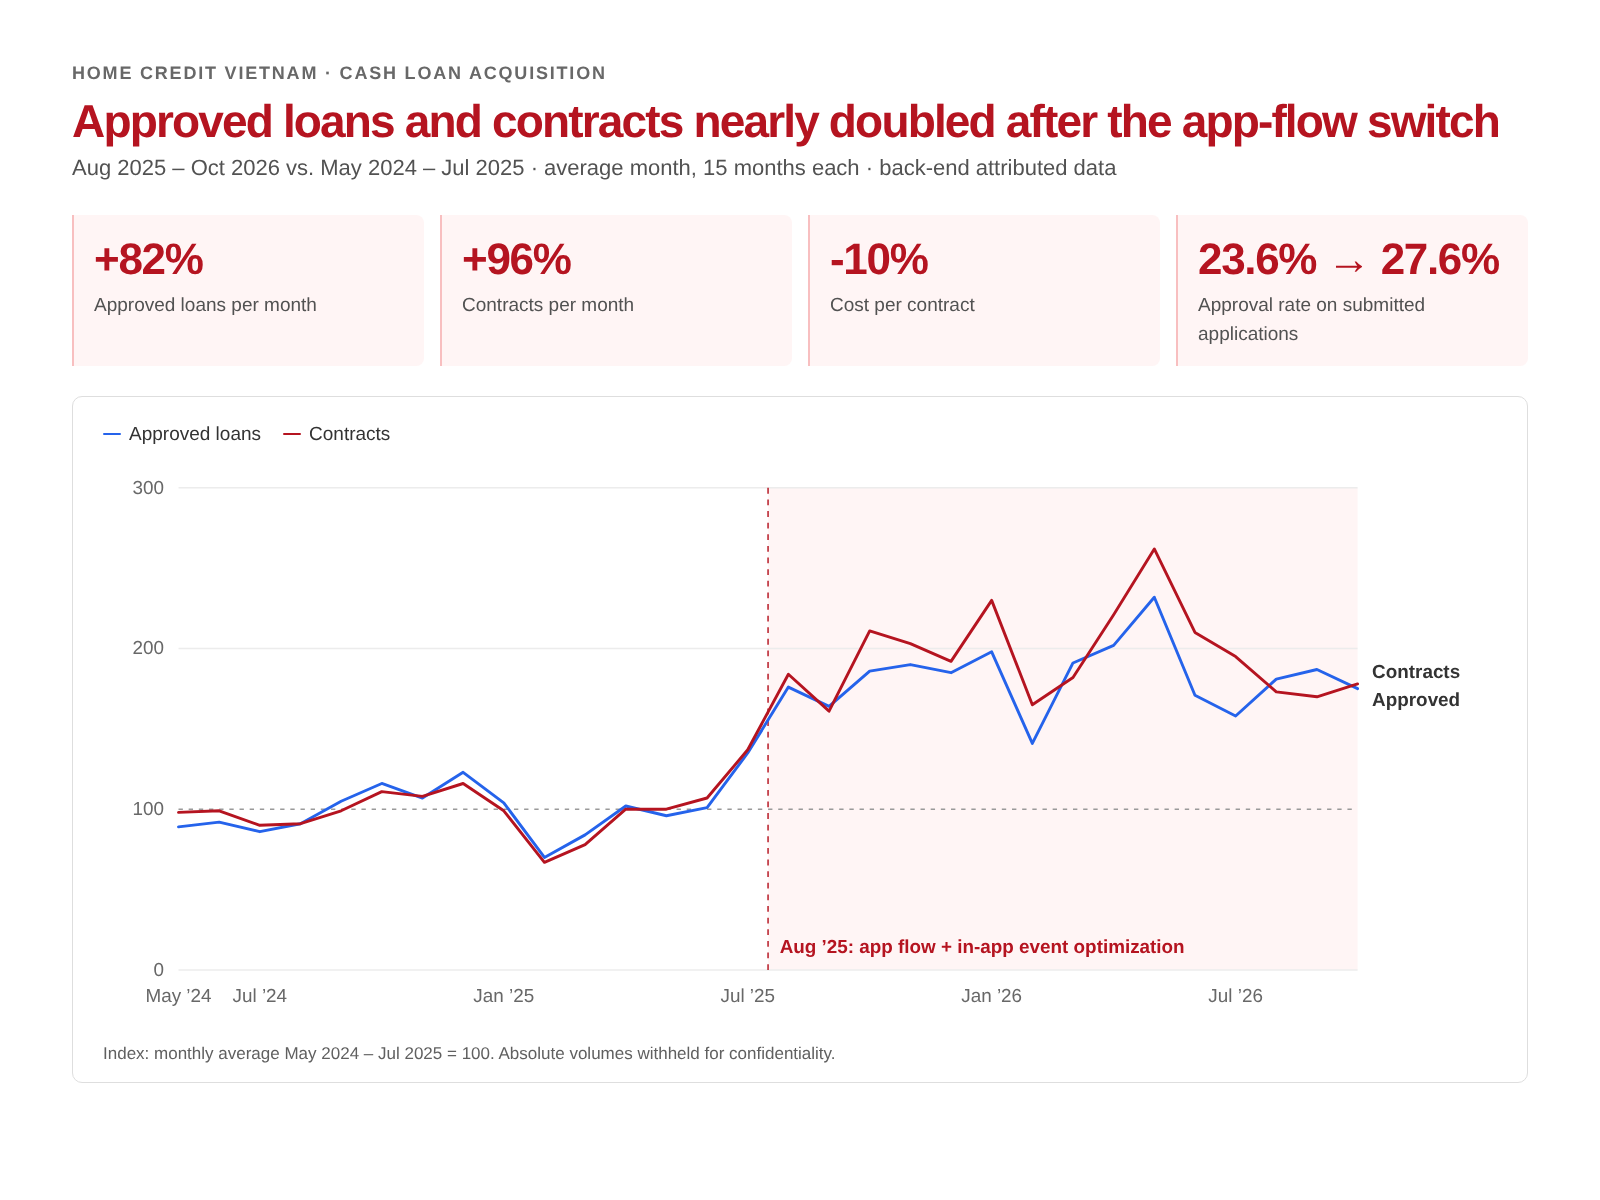 HOME CREDIT VIETNAM · CASH LOAN ACQUISITION
Approved loans and contracts nearly doubled after the app-flow switch
Aug 2025 – Oct 2026 vs. May 2024 – Jul 2025 · average month, 15 months each · back-end attributed data
+82%
Approved loans per month
+96%
Contracts per month
-10%
Cost per contract
23.6% → 27.6%
Approval rate on submitted
applications
Approved loans
Contracts
300
200
100
0
Contracts
Approved
Aug ’25: app flow + in-app event optimization
May ’24
Jul ’24
Jan ’25
Jul ’25
Jan ’26
Jul ’26
Index: monthly average May 2024 – Jul 2025 = 100. Absolute volumes withheld for confidentiality.